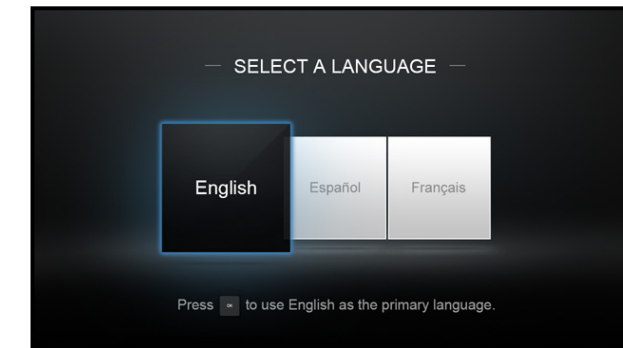 — SELECT A LANGUAGE —
English Español Français
Press to use English as the primary language.